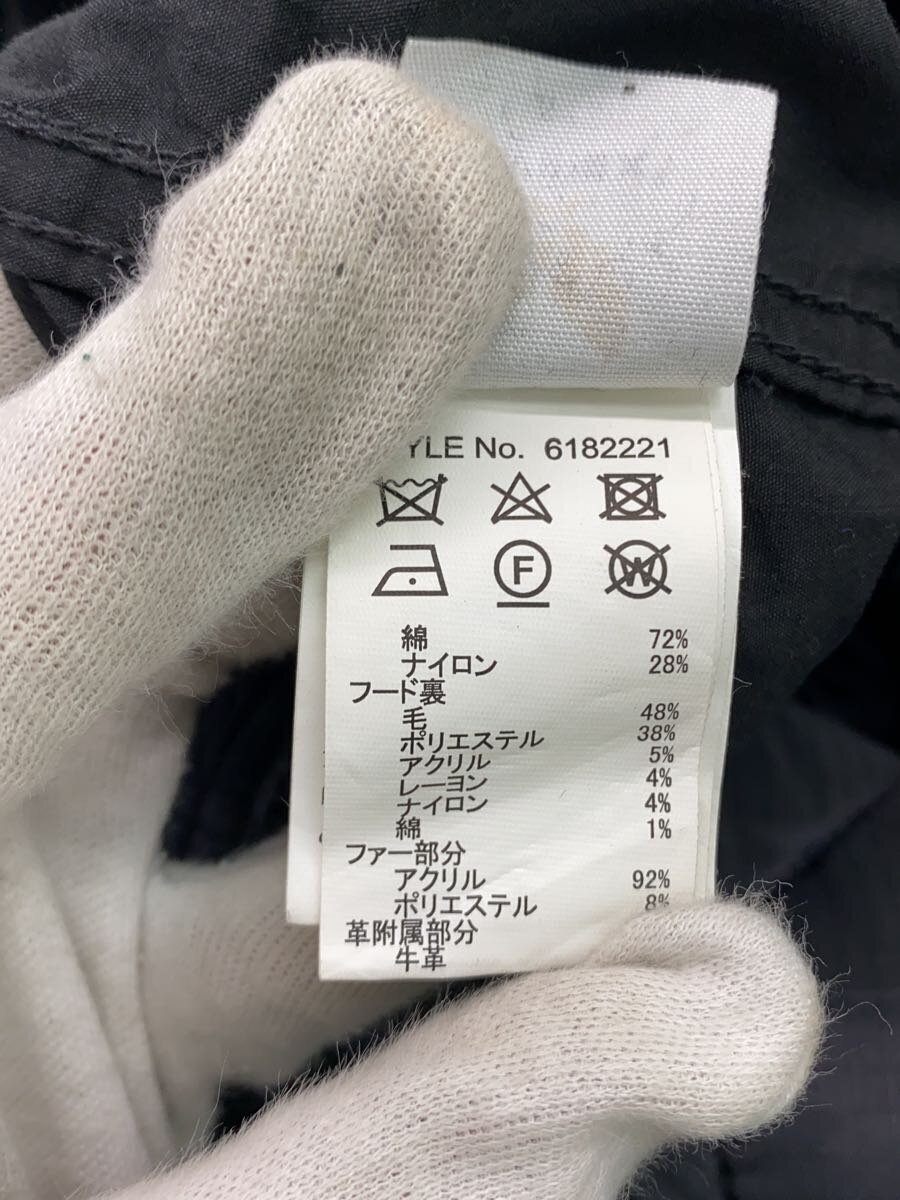 YLE No. 6182221
F
W
綿 72%
ナイロン 28%
フード裏
毛 48%
ポリエステル 38%
アクリル 5%
レーヨン 4%
ナイロン 4%
綿 1%
ファー部分
アクリル 92%
ポリエステル 8%
革附属部分
牛革